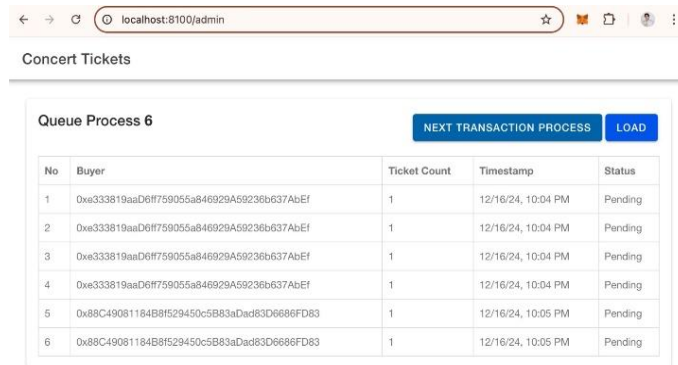 localhost:8100/admin
Concert Tickets
Queue Process 6
NEXT TRANSACTION PROCESS LOAD
No Buyer Ticket Count Timestamp Status
1 0xe333819aaD6ff759055a846929A59236b637AbEf 1 12/16/24, 10:04 PM Pending
2 0xe333819aaD6ff759055a846929A59236b637AbEf 1 12/16/24, 10:04 PM Pending
3 0xe333819aaD6ff759055a846929A59236b637AbEf 1 12/16/24, 10:04 PM Pending
4 0xe333819aaD6ff759055a846929A59236b637AbEf 1 12/16/24, 10:04 PM Pending
5 0x88C49081184B8f529450c5B83aDad83D6686FD83 1 12/16/24, 10:05 PM Pending
6 0x88C49081184B8f529450c5B83aDad83D6686FD83 1 12/16/24, 10:05 PM Pending